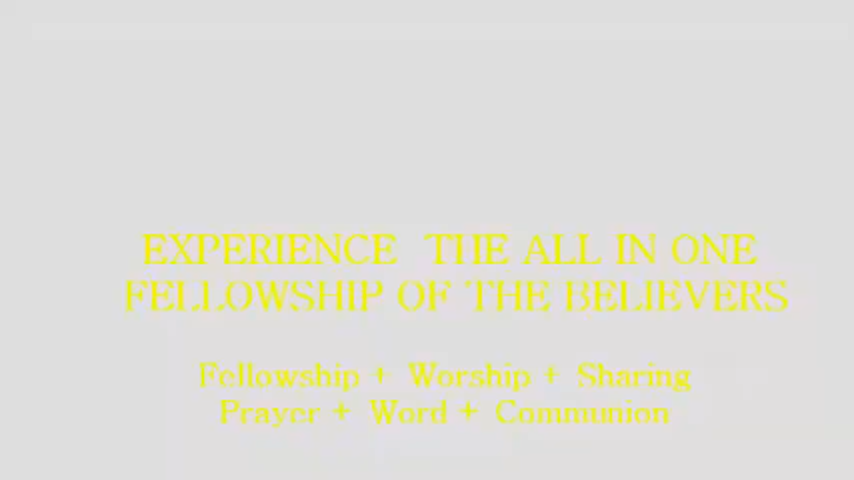 EXPERIENCE THE ALL IN ONE
FELLOWSHIP OF THE BELIEVERS
Fellowship + Worship + Sharing
Prayer + Word + Communion